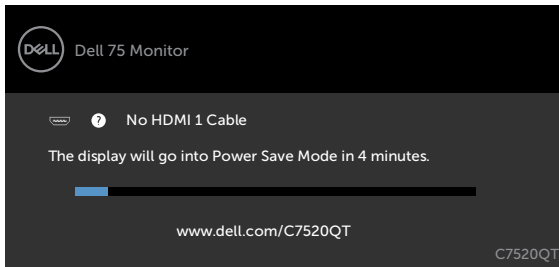 DELL
Dell 75 Monitor
? No HDMI 1 Cable
The display will go into Power Save Mode in 4 minutes.
www.dell.com/C7520QT
C7520QT